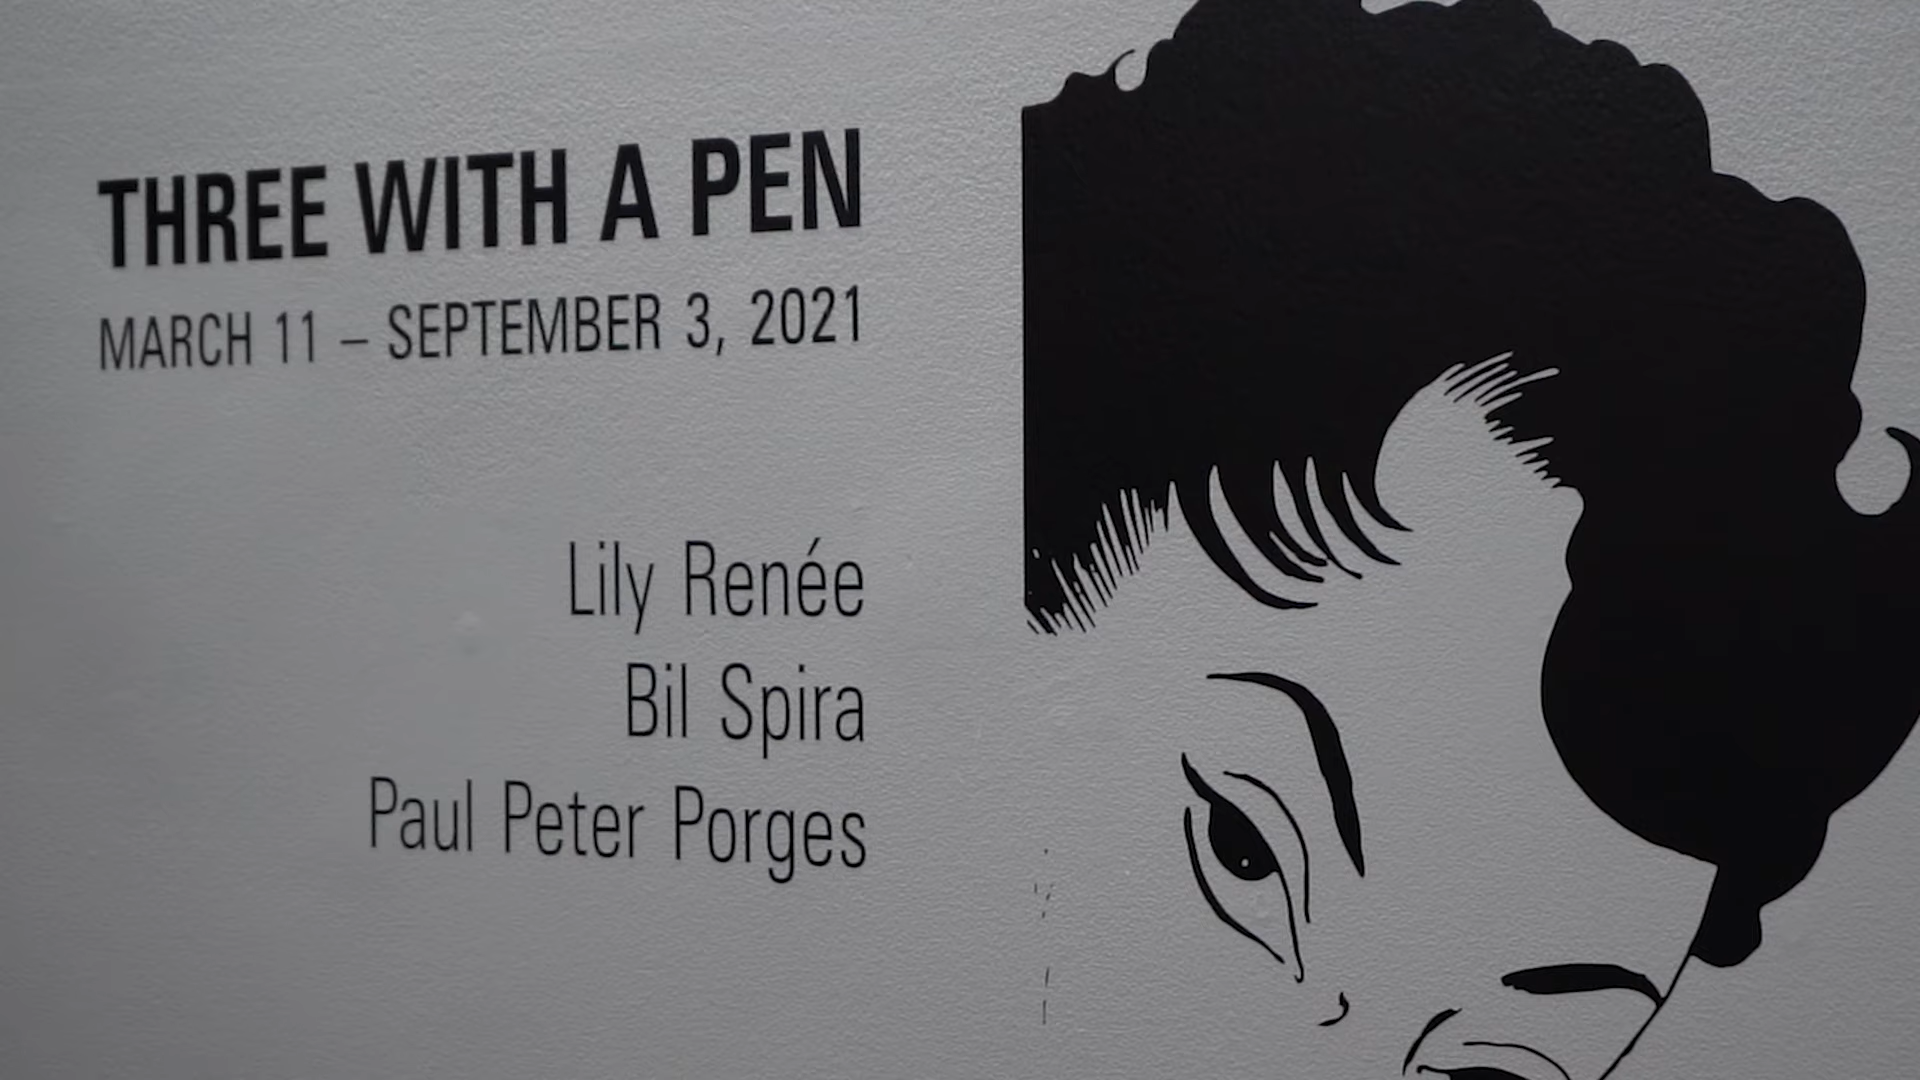 THREE WITH A PEN
MARCH 11 – SEPTEMBER 3, 2021
Lily Renée
Bil Spira
Paul Peter Porges